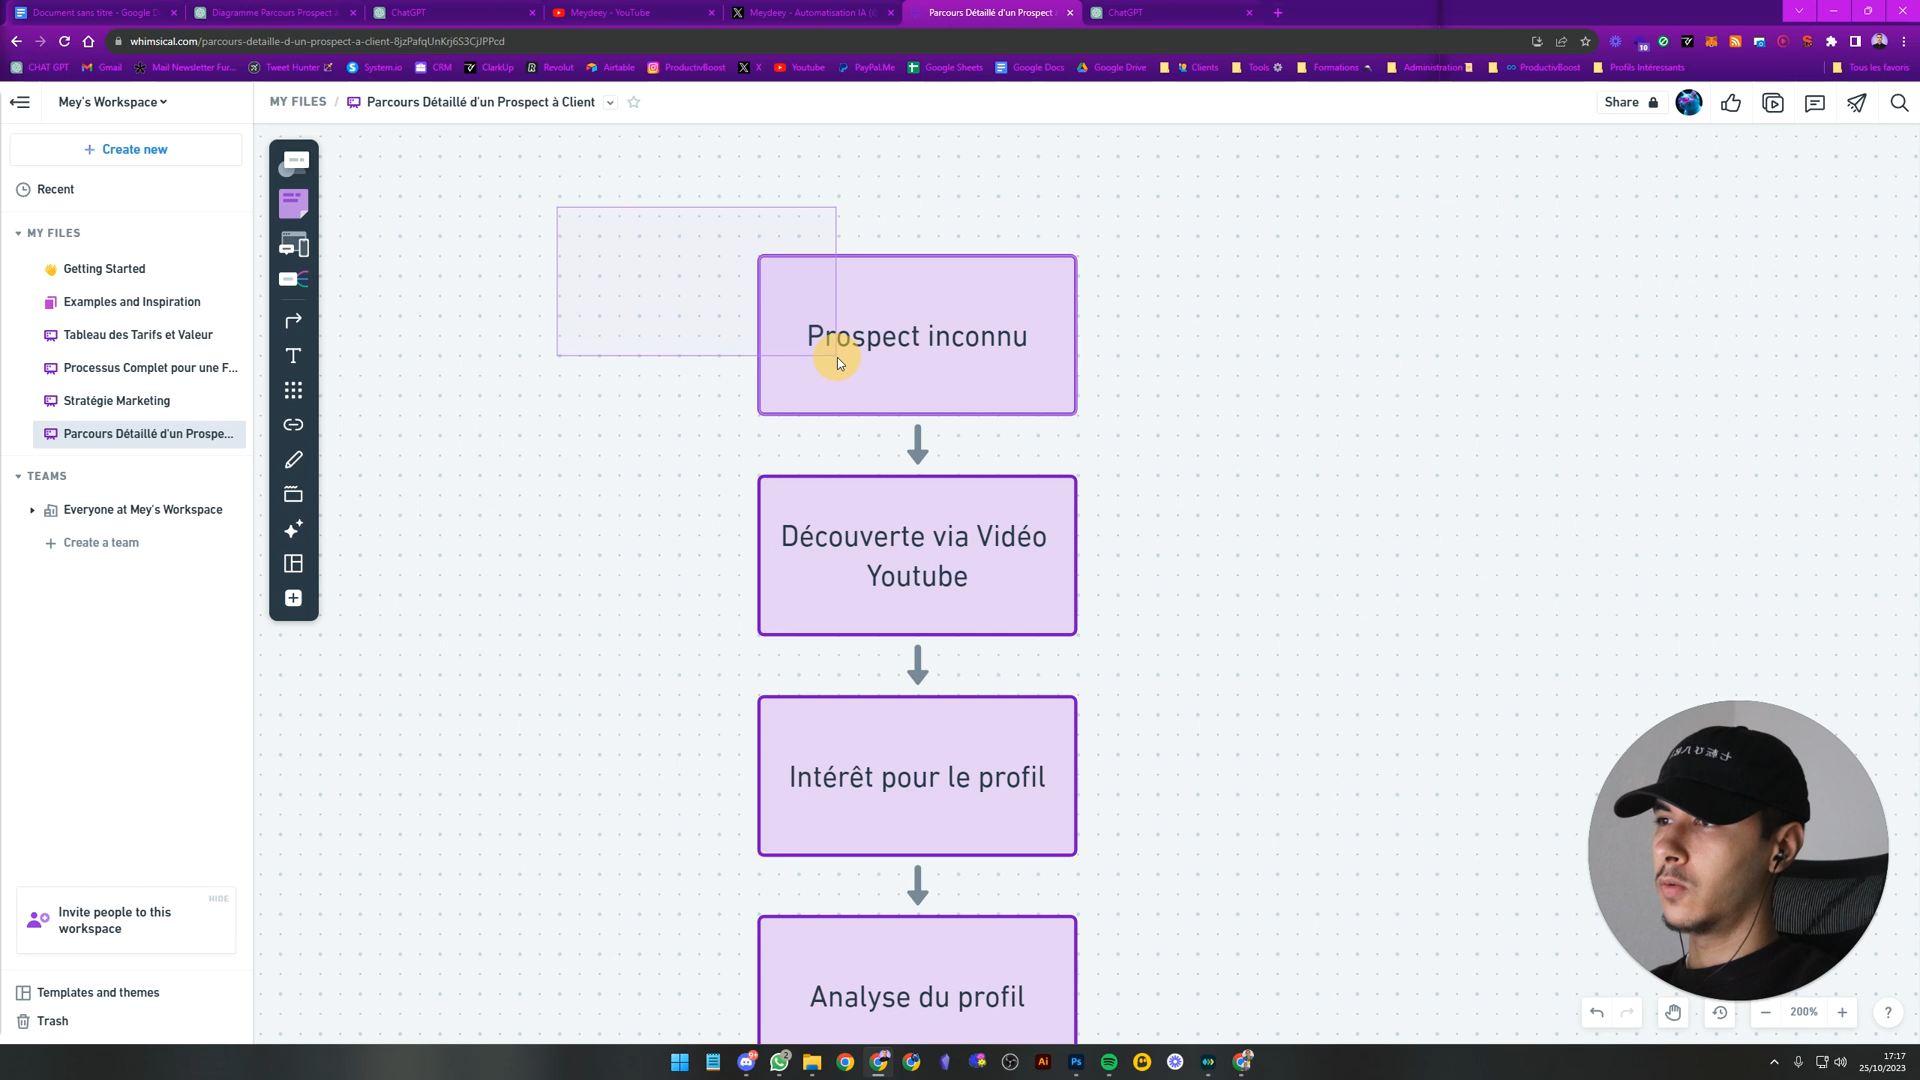 Document sans titre - Google D
Diagramme Parcours Prospect à
ChatGPT
Meydeey - YouTube
Meydeey - Automatisation IA (
Parcours Détaillé d'un Prospect
ChatGPT
whimsical.com/parcours-detaille-d-un-prospect-a-client-8jzPafqUnKrj6S3CjJPPcd
10
CHAT GPT
Gmail
Mail Newsletter Fur...
Tweet Hunter
System.io
CRM
ClarkUp
Revolut
Airtable
ProductivBoost
X
Youtube
PayPal.Me
Google Sheets
Google Docs
Google Drive
Clients
Tools
Formations
Administration
ProductivBoost
Profils Intéressants
Tous les favoris
Mey's Workspace
MY FILES / Parcours Détaillé d'un Prospect à Client
Share
Create new
Recent
MY FILES
Getting Started
Examples and Inspiration
Tableau des Tarifs et Valeur
Processus Complet pour une F...
Stratégie Marketing
Parcours Détaillé d'un Prospe...
TEAMS
Everyone at Mey's Workspace
Create a team
HIDE
Invite people to this
workspace
Templates and themes
Trash
Prospect inconnu
Découverte via Vidéo
Youtube
Intérêt pour le profil
Analyse du profil
200%
?
17:17
25/10/2023